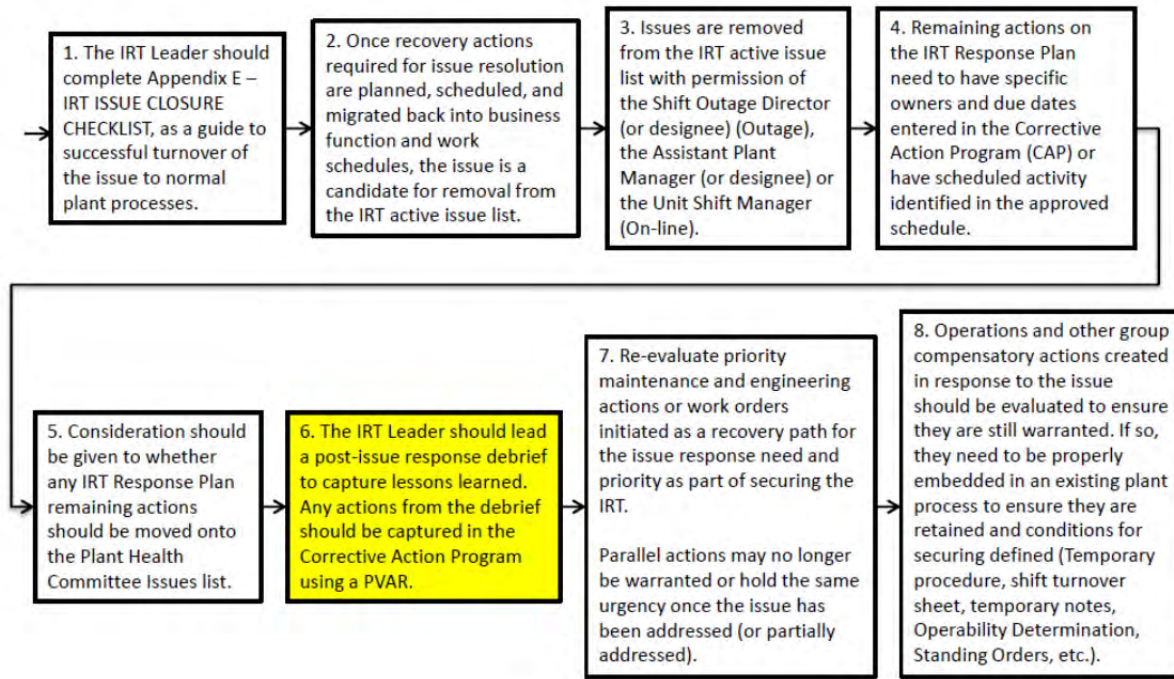 1. The IRT Leader should
complete Appendix E –
IRT ISSUE CLOSURE
CHECKLIST, as a guide to
successful turnover of
the issue to normal
plant processes.
2. Once recovery actions
required for issue resolution
are planned, scheduled, and
migrated back into business
function and work
schedules, the issue is a
candidate for removal from
the IRT active issue list.
3. Issues are removed
from the IRT active issue
list with permission of
the Shift Outage Director
(or designee) (Outage),
the Assistant Plant
Manager (or designee) or
the Unit Shift Manager
(On-line).
4. Remaining actions on
the IRT Response Plan
need to have specific
owners and due dates
entered in the Corrective
Action Program (CAP) or
have scheduled activity
identified in the approved
schedule.
5. Consideration should
be given to whether
any IRT Response Plan
remaining actions
should be moved onto
the Plant Health
Committee Issues list.
6. The IRT Leader should lead
a post-issue response debrief
to capture lessons learned.
Any actions from the debrief
should be captured in the
Corrective Action Program
using a PVAR.
7. Re-evaluate priority
maintenance and engineering
actions or work orders
initiated as a recovery path for
the issue response need and
priority as part of securing the
IRT.
Parallel actions may no longer
be warranted or hold the same
urgency once the issue has
been addressed (or partially
addressed).
8. Operations and other group
compensatory actions created
in response to the issue
should be evaluated to ensure
they are still warranted. If so,
they need to be properly
embedded in an existing plant
process to ensure they are
retained and conditions for
securing defined (Temporary
procedure, shift turnover
sheet, temporary notes,
Operability Determination,
Standing Orders, etc.).